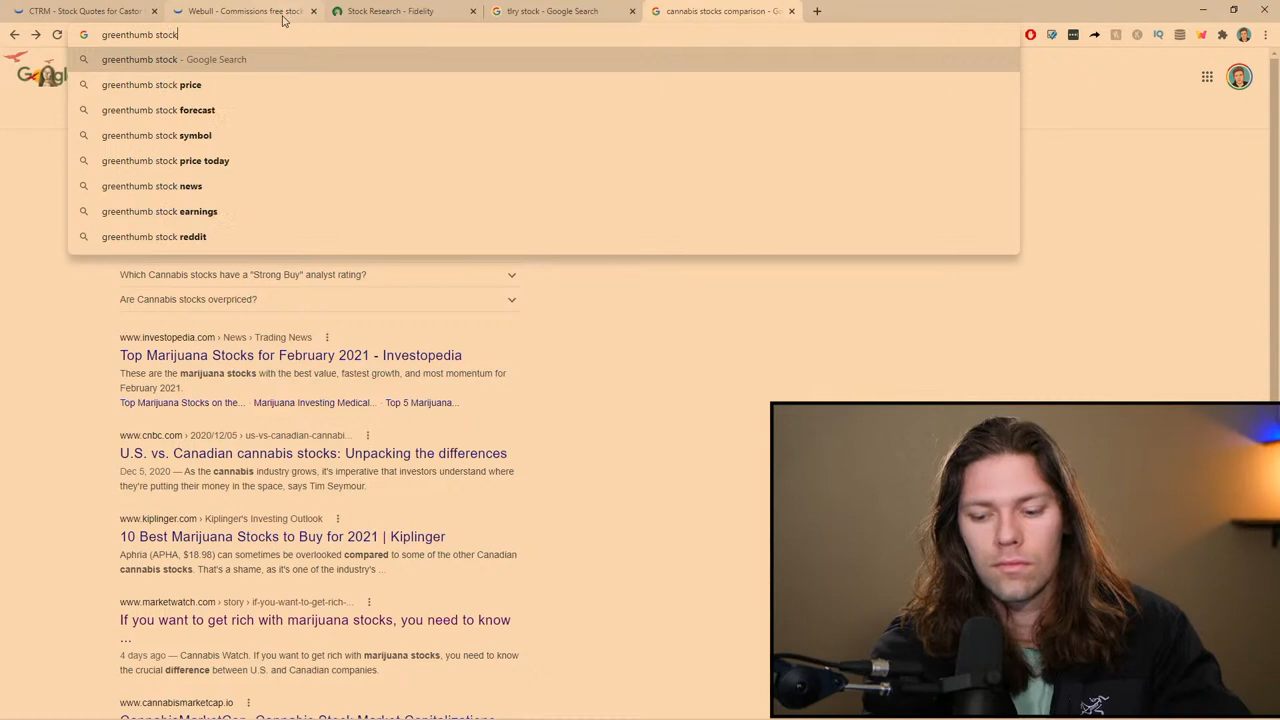 CTRM - Stock Quotes for Castor
Webull - Commissions free stock
Stock Research - Fidelity
tlry stock - Google Search
cannabis stocks comparison - Go
greenthumb stock
greenthumb stock - Google Search
greenthumb stock price
greenthumb stock forecast
greenthumb stock symbol
greenthumb stock price today
greenthumb stock news
greenthumb stock earnings
greenthumb stock reddit
Which Cannabis stocks have a "Strong Buy" analyst rating?
Are Cannabis stocks overpriced?
www.investopedia.com › News › Trading News
Top Marijuana Stocks for February 2021 - Investopedia
These are the marijuana stocks with the best value, fastest growth, and most momentum for
February 2021.
Top Marijuana Stocks on the... · Marijuana Investing Medical... · Top 5 Marijuana...
www.cnbc.com › 2020/12/05 › us-vs-canadian-cannabi...
U.S. vs. Canadian cannabis stocks: Unpacking the differences
Dec 5, 2020 — As the cannabis industry grows, it's imperative that investors understand where
they're putting their money in the space, says Tim Seymour.
www.kiplinger.com › Kiplinger's Investing Outlook
10 Best Marijuana Stocks to Buy for 2021 | Kiplinger
Aphria (APHA, $18.98) can sometimes be overlooked compared to some of the other Canadian
cannabis stocks. That's a shame, as it's one of the industry's ...
www.marketwatch.com › story › if-you-want-to-get-rich-...
If you want to get rich with marijuana stocks, you need to know
...
4 days ago — Cannabis Watch. If you want to get rich with marijuana stocks, you need to know
the crucial difference between U.S. and Canadian companies.
www.cannabismarketcap.io
CannabisMarketCap: Cannabis Stock Market Capitalizations